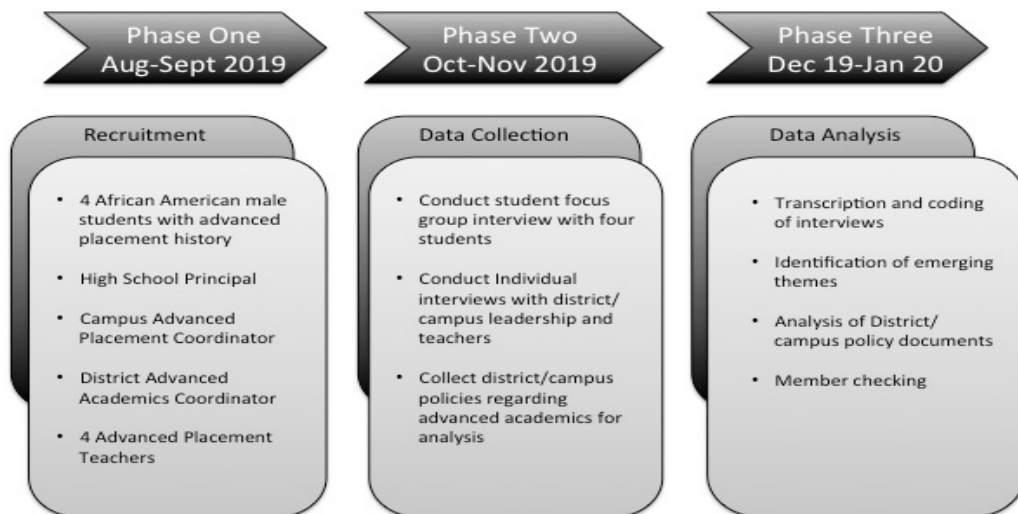 Phase One
Aug-Sept 2019
Phase Two
Oct-Nov 2019
Phase Three
Dec 19-Jan 20
Recruitment
• 4 African American male
students with advanced
placement history
• High School Principal
• Campus Advanced
Placement Coordinator
• District Advanced
Academics Coordinator
• 4 Advanced Placement
Teachers
Data Collection
• Conduct student focus
group interview with four
students
• Conduct Individual
interviews with district/
campus leadership and
teachers
• Collect district/campus
policies regarding
advanced academics for
analysis
Data Analysis
• Transcription and coding
of interviews
• Identification of emerging
themes
• Analysis of District/
campus policy documents
• Member checking